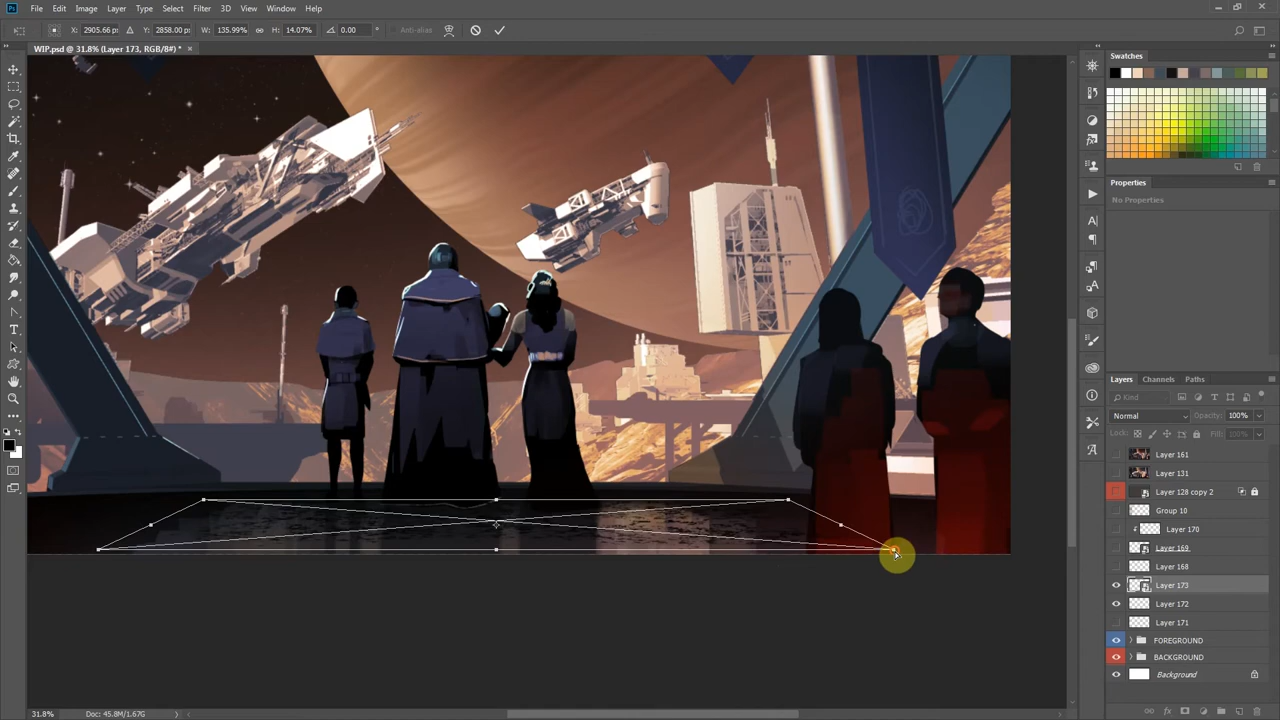 Ps File Edit Image Layer Type Select Filter 3D View Window Help
X: 2905.66 px Y: 2858.00 px W: 135.99% H: 14.07% 0.00 ° Anti-alias
WIP.psd @ 31.8% (Layer 173, RGB/8#) * ×
Swatches
Properties
No Properties
Layers Channels Paths
Kind
Normal Opacity: 100%
Lock: Fill: 100%
Layer 161
Layer 131
Layer 128 copy 2
Group 10
Layer 170
Layer 169
Layer 168
Layer 173
Layer 172
Layer 171
FOREGROUND
BACKGROUND
Background
31.8% Doc: 45.8M/1.67G